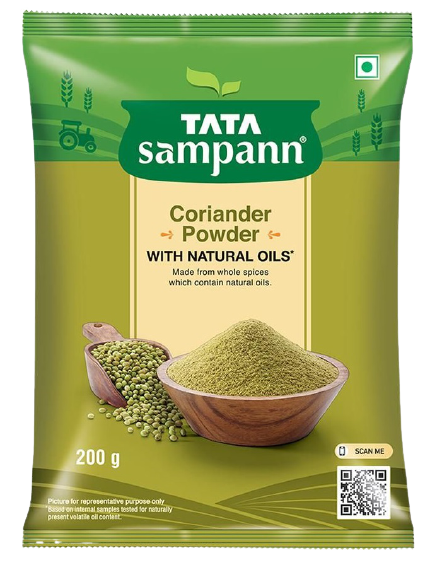 TATA
sampann®
Coriander
Powder
WITH NATURAL OILS*
Made from whole spices
which contain natural oils.
200 g
SCAN ME
Picture for representative purpose only
*Based on internal samples tested for naturally
present volatile oil content.